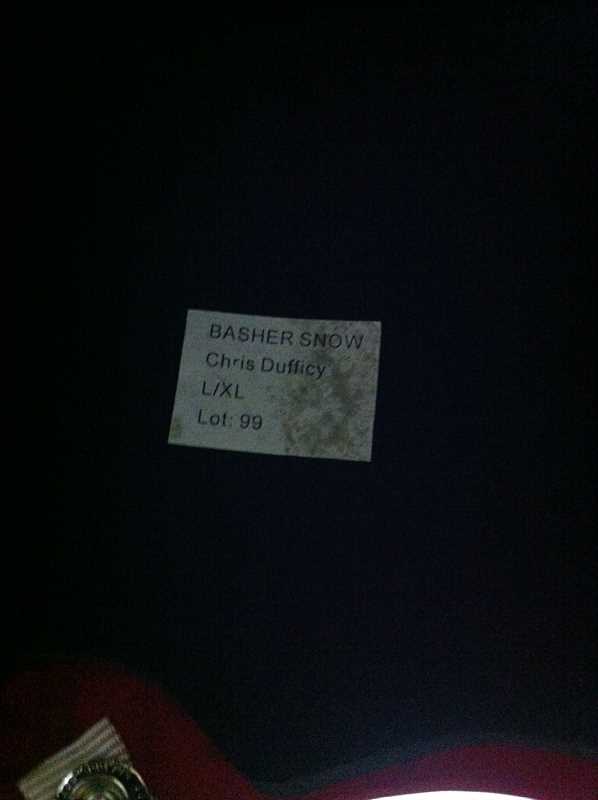 BASHER SNOW
Chris Dufficy
L/XL
Lot: 99